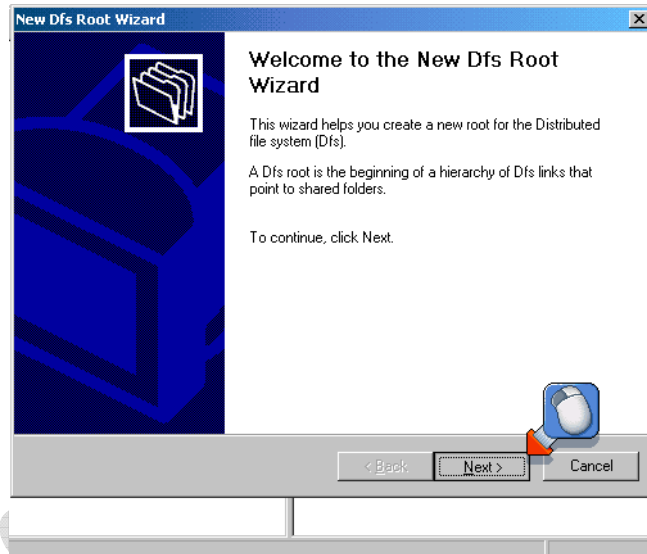 New Dfs Root Wizard
Welcome to the New Dfs Root
Wizard
This wizard helps you create a new root for the Distributed
file system (Dfs).
A Dfs root is the beginning of a hierarchy of Dfs links that
point to shared folders.
To continue, click Next.
< Back
Next >
Cancel